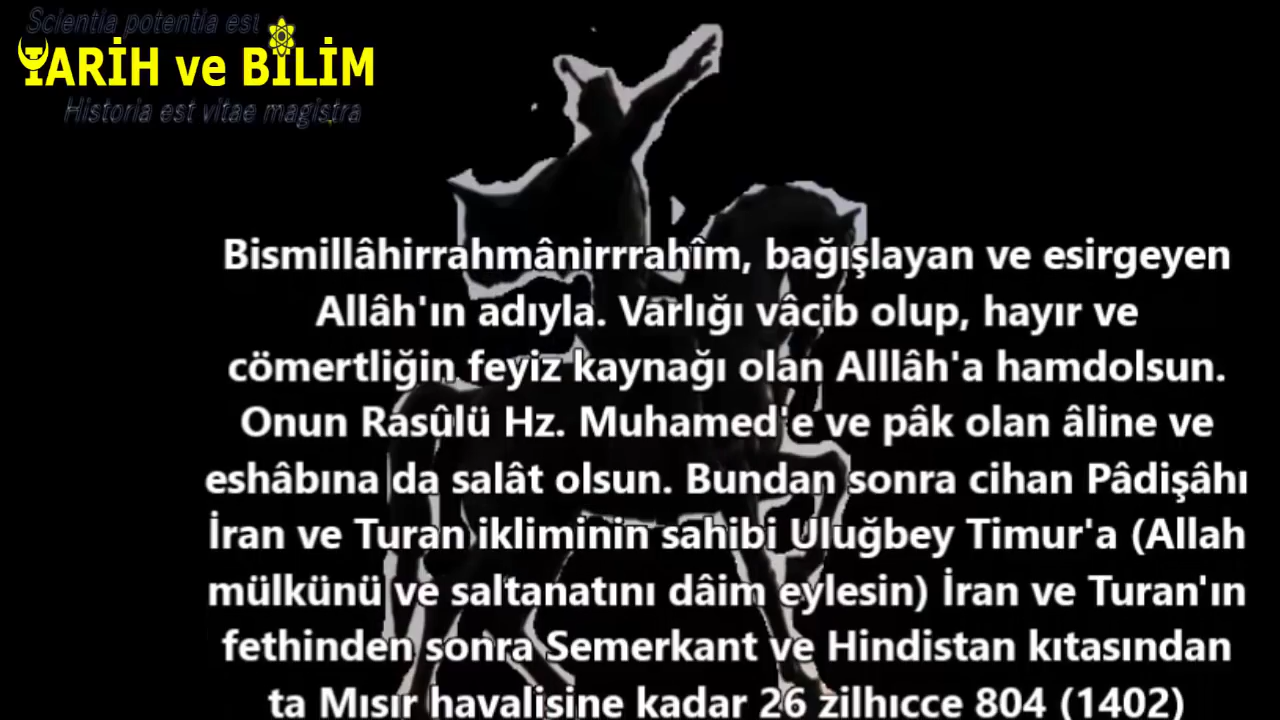 Scientia potentia est
TARİH ve BİLİM
Historia est vitae magistra
Bismillâhirrahmânirrrahîm, bağışlayan ve esirgeyen
Allâh'ın adıyla. Varlığı vâcib olup, hayır ve
cömertliğin feyiz kaynağı olan Alllâh'a hamdolsun.
Onun Rasûlü Hz. Muhamed'e ve pâk olan âline ve
eshâbına da salât olsun. Bundan sonra cihan Pâdişâhı
İran ve Turan ikliminin sahibi Uluğbey Timur'a (Allah
mülkünü ve saltanatını dâim eylesin) İran ve Turan'ın
fethinden sonra Semerkant ve Hindistan kıtasından
ta Mısır havalisine kadar 26 zilhıcce 804 (1402)